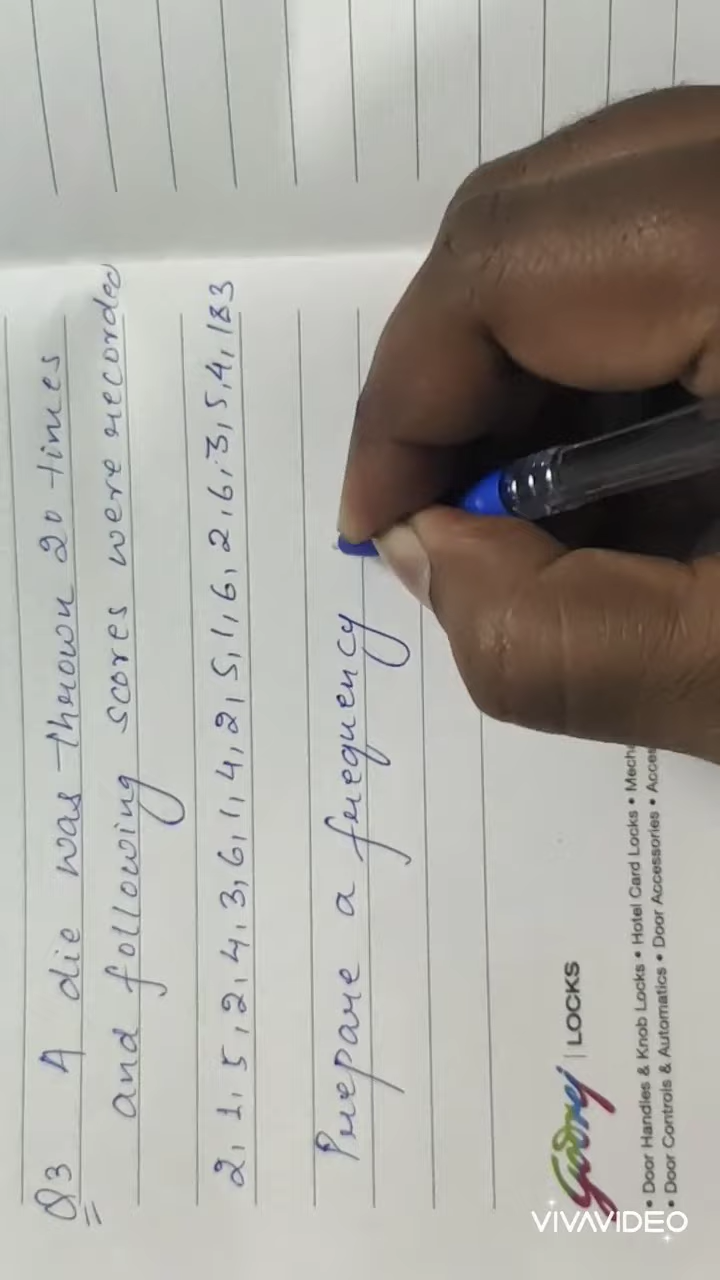 Q3 A die was thrown 20 times
and following scores were recorded
2, 1, 5, 2, 4, 3, 6, 1, 4, 2, 5, 1, 6, 2, 6, 3, 5, 4, 1 & 3
Prepare a frequency
Godrej | LOCKS
• Door Handles & Knob Locks • Hotel Card Locks •
• Door Controls & Automatics • Door Accessories •
VIVAVIDEO